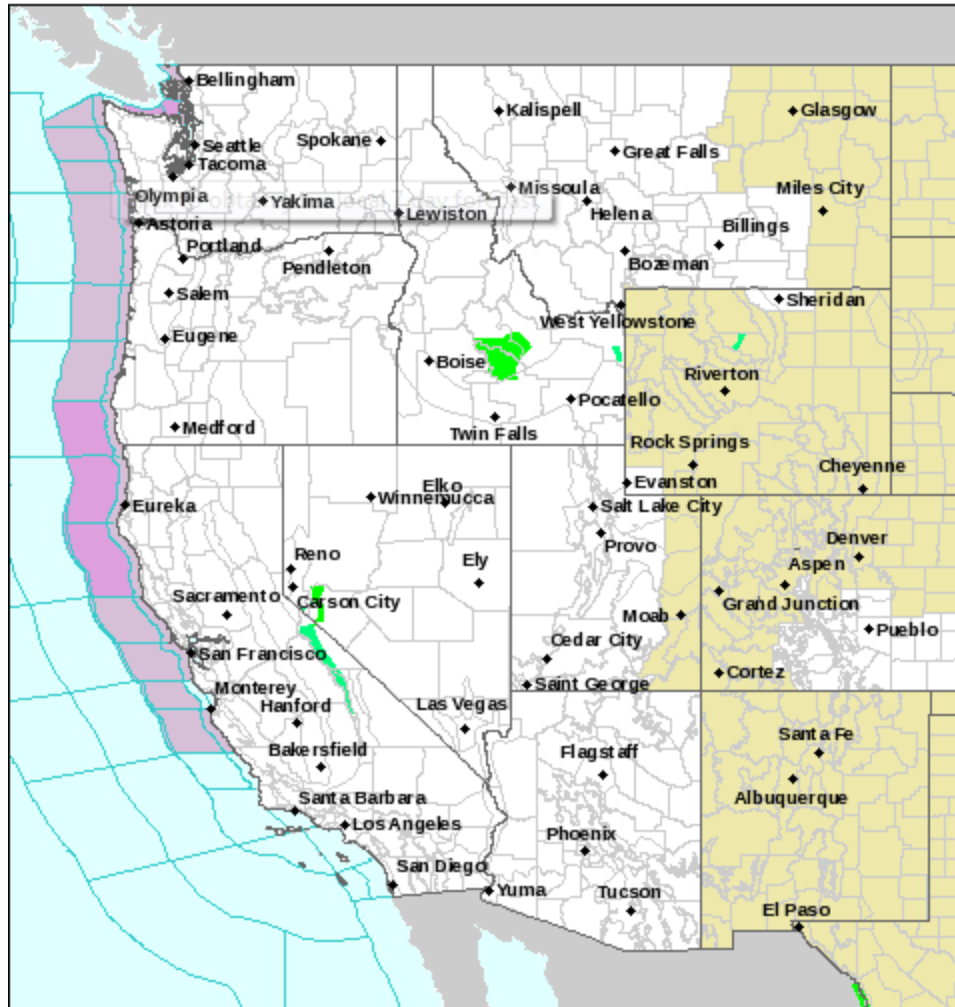 Bellingham
Kalispell
Glasgow
Seattle
Spokane
Great Falls
Tacoma
Olympia
Missoula
Miles City
Yakima
Helena
Lewiston
Astoria
Billings
Portland
Pendleton
Bozeman
Salem
Sheridan
West Yellowstone
Eugene
Boise
Riverton
Pocatello
Medford
Twin Falls
Rock Springs
Cheyenne
Evanston
Elko
Winnemucca
Eureka
Salt Lake City
Provo
Denver
Reno
Ely
Aspen
Sacramento
Carson City
Grand Junction
Moab
Pueblo
Cedar City
San Francisco
Cortez
Saint George
Monterey
Hanford
Las Vegas
Bakersfield
Flagstaff
Santa Fe
Albuquerque
Santa Barbara
Los Angeles
Phoenix
San Diego
Yuma
Tucson
El Paso